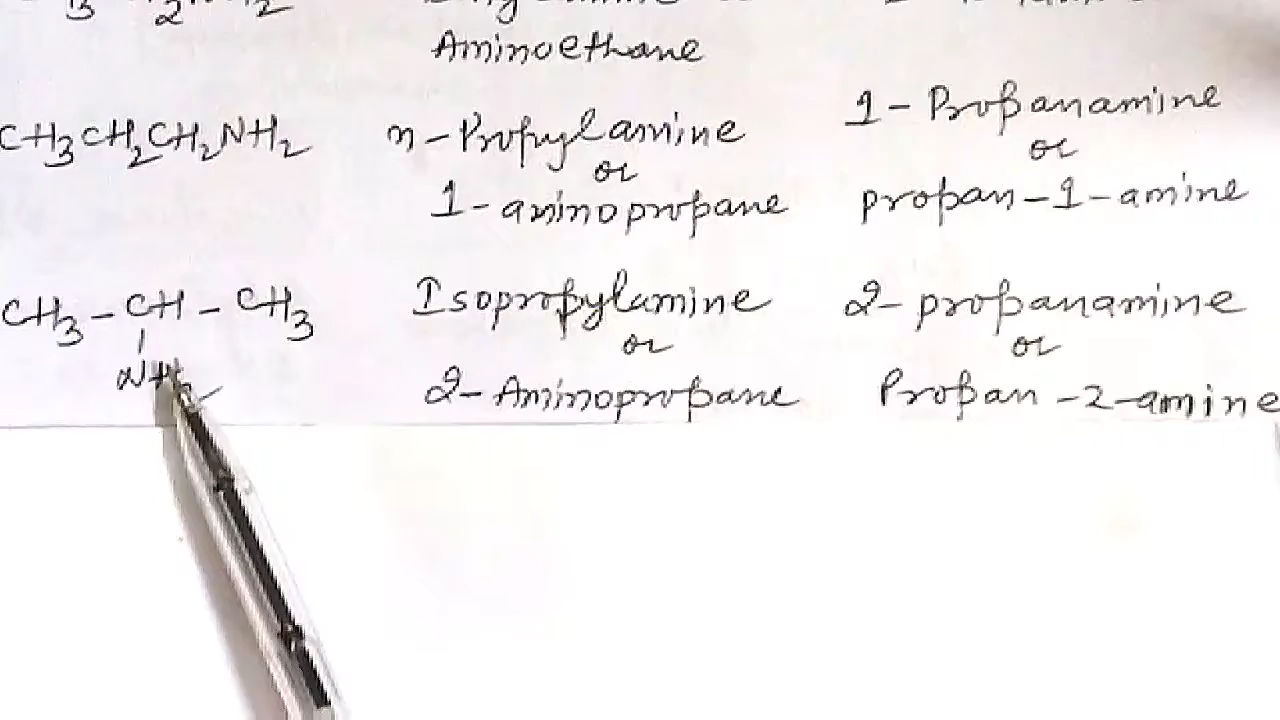 Aminoethane
CH3CH2CH2NH2 n-Propylamine 1-Propanamine
or or
1-aminopropane propan-1-amine
CH3-CH-CH3 Isopropylamine 2-propanamine
NH2 or or
2-Aminopropane Propan-2-amine